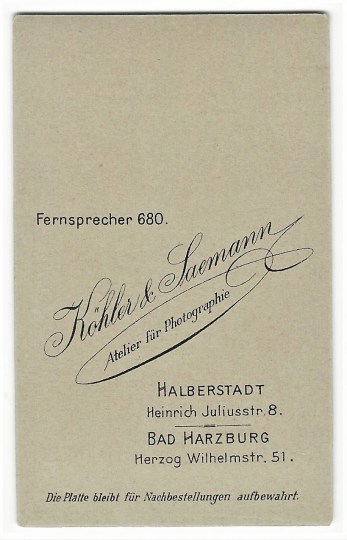 Fernsprecher 680.
Köhler & Saemann
Atelier für Photographie
HALBERSTADT
Heinrich Juliusstr. 8.
BAD HARZBURG
Herzog Wilhelmstr. 51.
Die Platte bleibt für Nachbestellungen aufbewahrt.